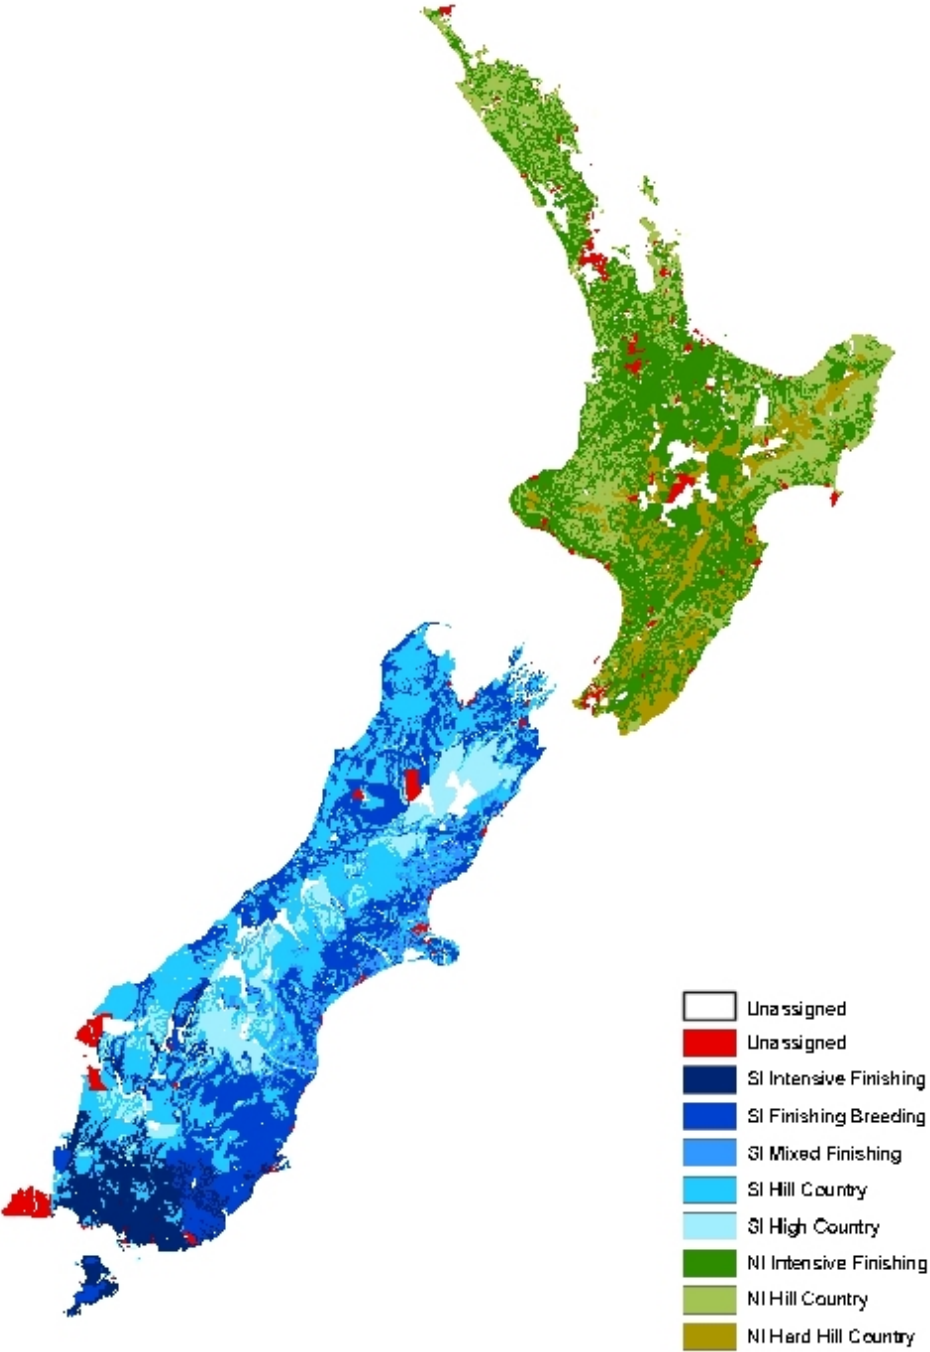 Unassigned
Unassigned
SI Intensive Finishing
SI Finishing Breeding
SI Mixed Finishing
SI Hill Country
SI High Country
NI Intensive Finishing
NI Hill Country
NI Hard Hill Country